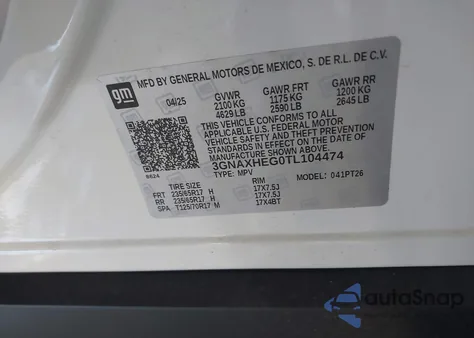 gm
MFD BY GENERAL MOTORS DE MEXICO, S. DE R.L. DE C.V.
04/25 GVWR GAWR FRT GAWR RR
2100 KG 1175 KG 1200 KG
4629 LB 2590 LB 2645 LB
THIS VEHICLE CONFORMS TO ALL
APPLICABLE U.S. FEDERAL MOTOR
VEHICLE SAFETY AND THEFT PREVENTION
STANDARDS IN EFFECT ON THE DATE OF
MANUFACTURE SHOWN ABOVE.
3GNAXHEG0TL104474
8624 TYPE: MPV MODEL: 041PT26
TIRE SIZE RIM
FRT 235/65R17 H 17X7.5J
RR 235/65R17 H 17X7.5J
SPA T125/70R17 M 17X4BT
autoSnap